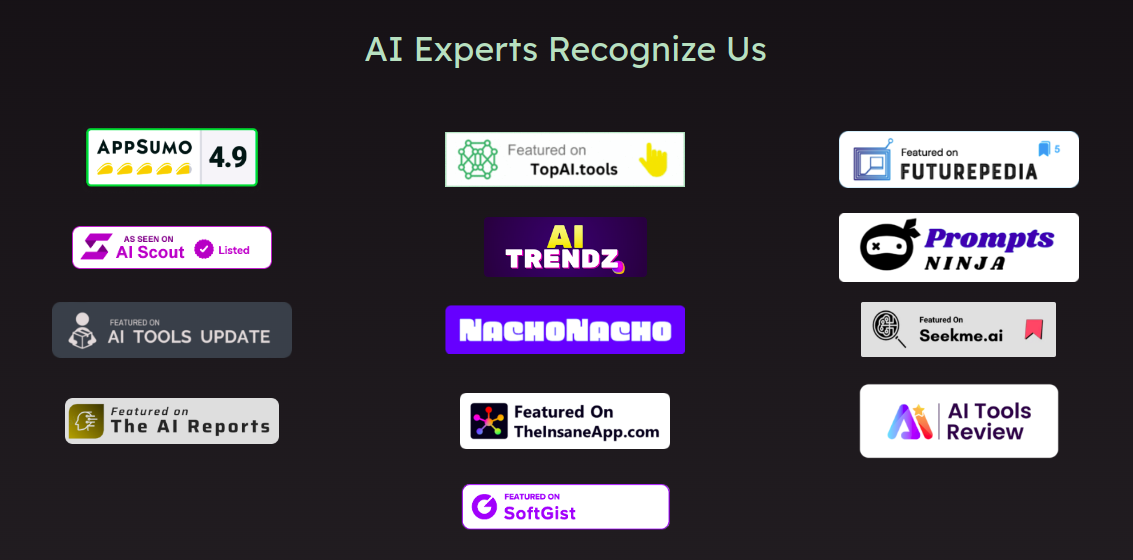 AI Experts Recognize Us
APPSUMO
4.9
Featured on
TopAI.tools
Featured on
FUTUREPEDIA
5
AS SEEN ON
AI Scout
Listed
AI
TRENDZ
Prompts
NINJA
FEATURED ON
AI TOOLS UPDATE
NACHONACHO
Featured On
Seekme.ai
Featured on
The AI Reports
Featured On
TheInsaneApp.com
AI Tools
Review
FEATURED ON
SoftGist